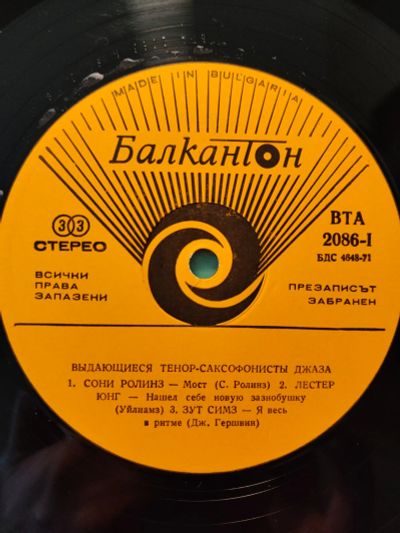 MADE IN BULGARIA
Балкантон
33
СТЕРЕО
ВТА
2086-I
БДС 4648-71
ВСИЧКИ
ПРАВА
ЗАПАЗЕНИ
ПРЕЗАПИСЪТ
ЗАБРАНЕН
ВЫДАЮЩИЕСЯ ТЕНОР-САКСОФОНИСТЫ ДЖАЗА
1. СОНИ РОЛИНЗ — Мост (С. Ролинз) 2. ЛЕСТЕР
ЮНГ — Нашел себе новую зазнобушку
(Уйлиамз) 3. ЗУТ СИМЗ — Я весь
в ритме (Дж. Гершвин)